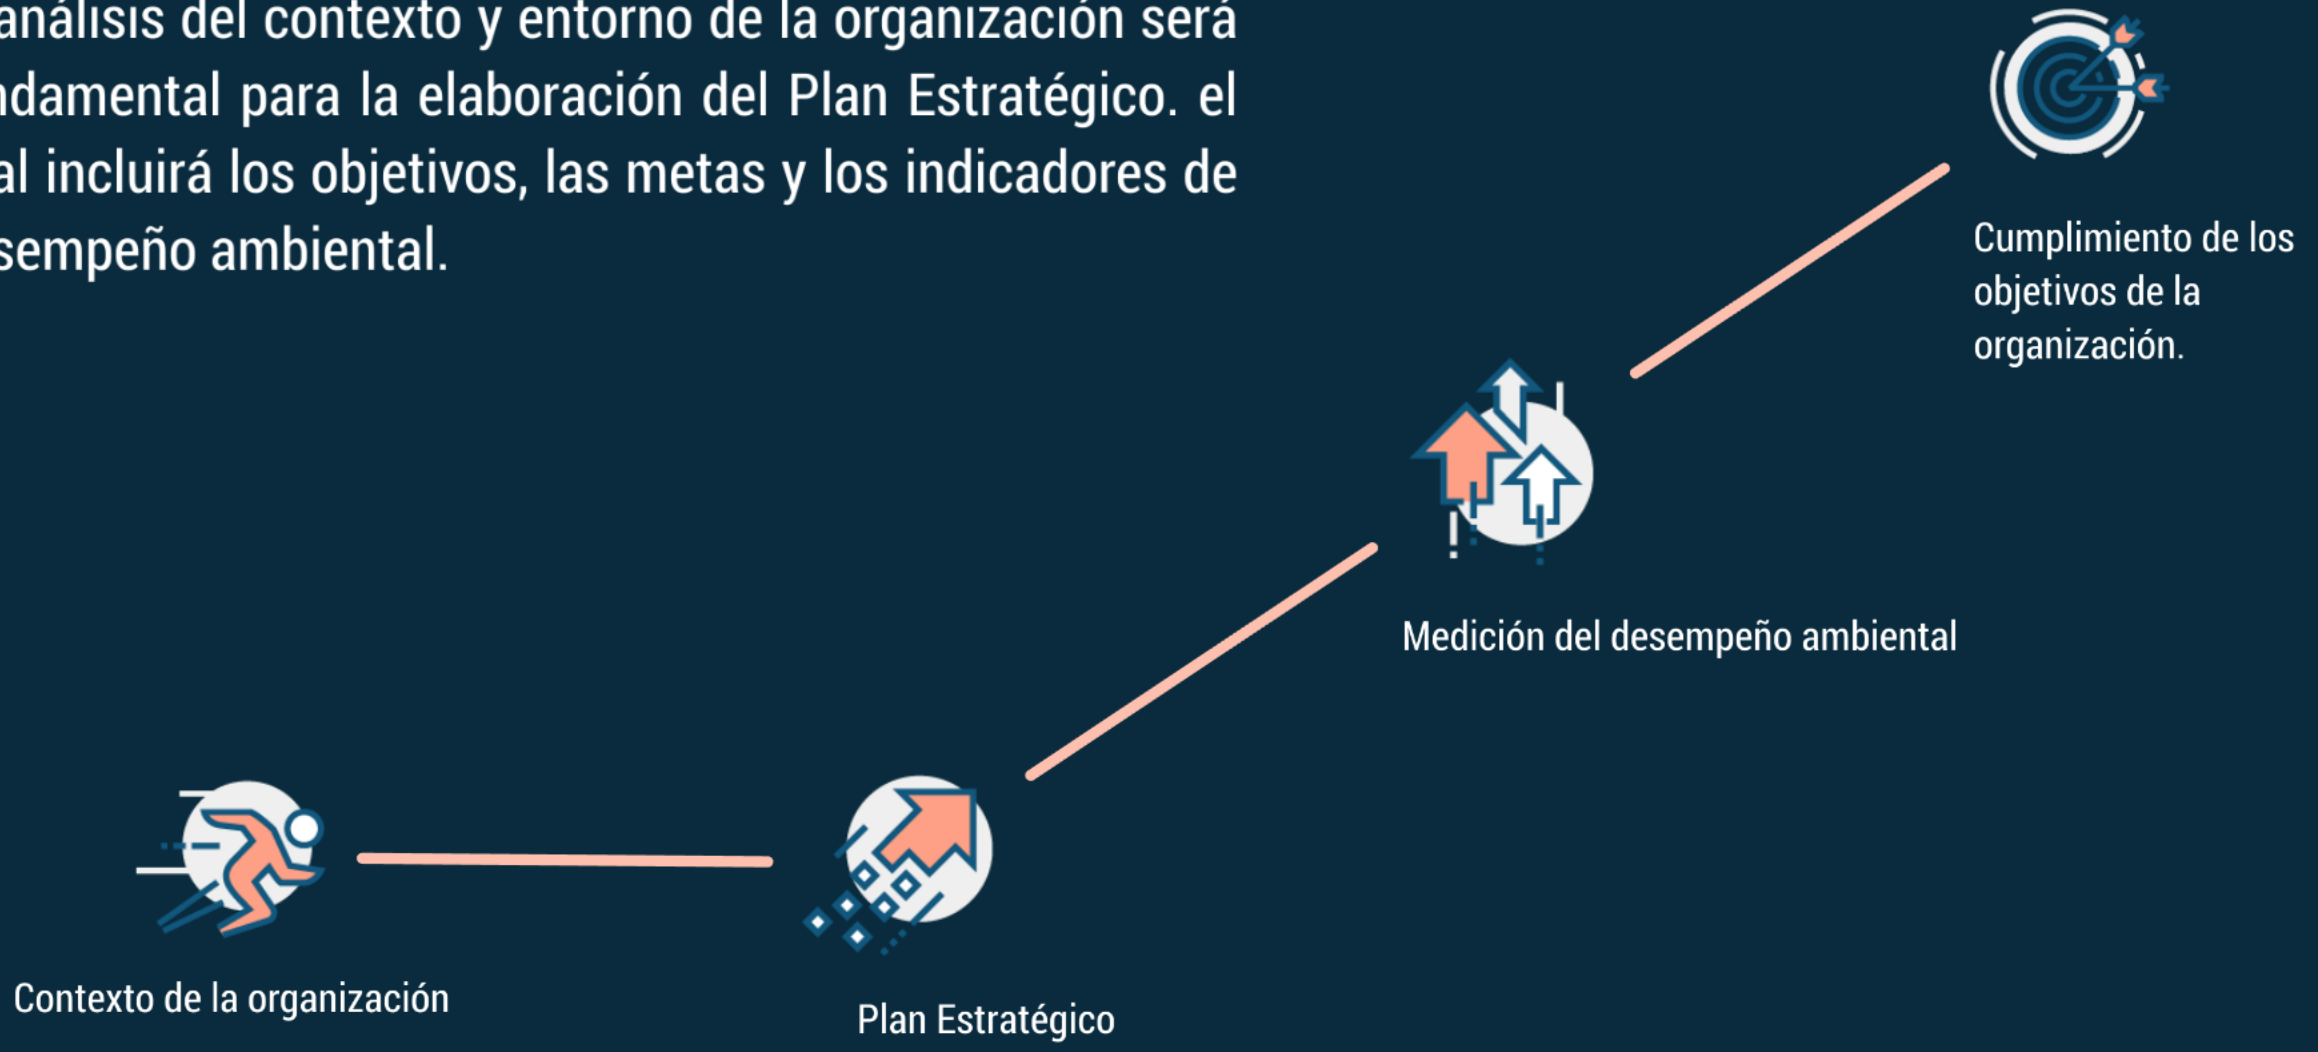 análisis del contexto y entorno de la organización será
ndamental para la elaboración del Plan Estratégico. el
al incluirá los objetivos, las metas y los indicadores de
sempeño ambiental.
Cumplimiento de los
objetivos de la
organización.
Medición del desempeño ambiental
Contexto de la organización
Plan Estratégico